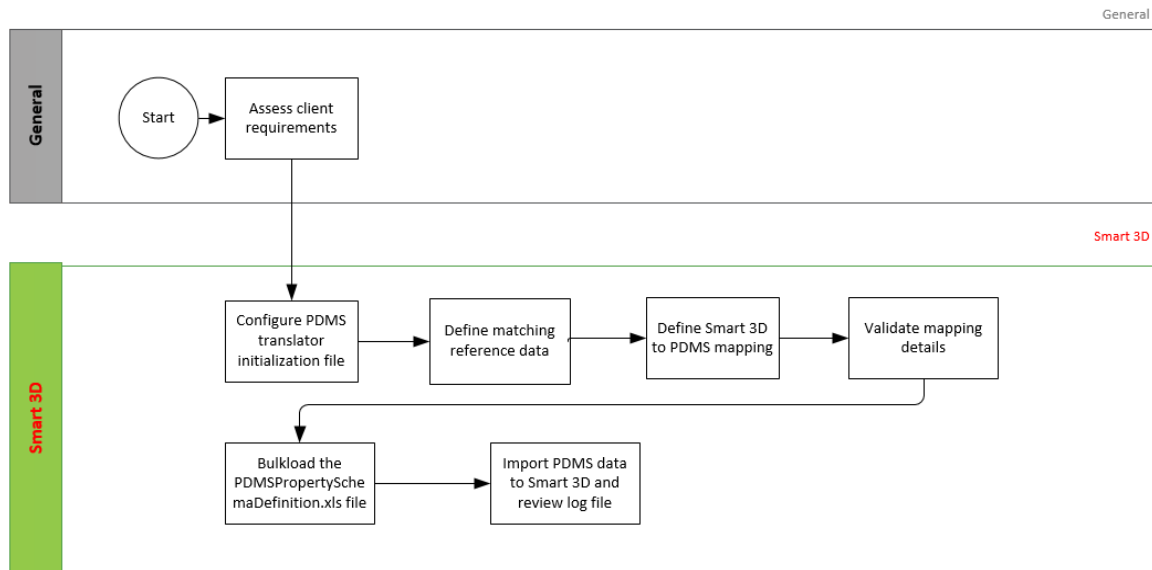 General
General
Start
Assess client
requirements
Smart 3D
Smart 3D
Configure PDMS
translator
initialization file
Define matching
reference data
Define Smart 3D
to PDMS mapping
Validate mapping
details
Bulkload the
PDMSPropertySche
maDefinition.xls file
Import PDMS data
to Smart 3D and
review log file